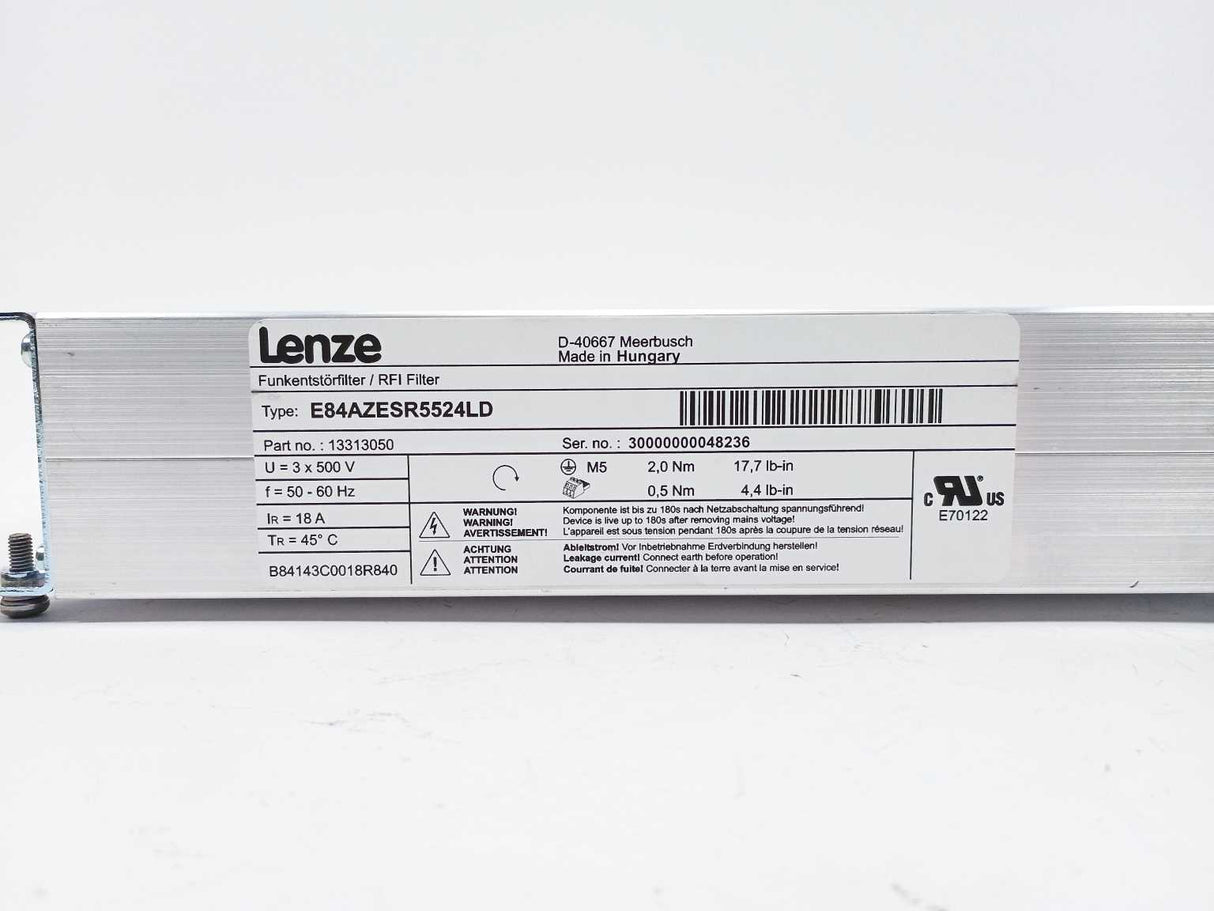 Lenze
D-40667 Meerbusch
Made in Hungary
Funkentstörfilter / RFI Filter
Type: E84AZESR5524LD
Part no. : 13313050
Ser. no. : 30000000048236
U = 3 x 500 V
f = 50 - 60 Hz
IR = 18 A
TR = 45° C
B84143C0018R840
M5 2,0 Nm 17,7 lb-in
0,5 Nm 4,4 lb-in
WARNUNG!
WARNING!
AVERTISSEMENT!
Komponente ist bis zu 180s nach Netzabschaltung spannungsführend!
Device is live up to 180s after removing mains voltage!
L'appareil est sous tension pendant 180s après la coupure de la tension réseau!
ACHTUNG
ATTENTION
ATTENTION
Ableitstrom! Vor Inbetriebnahme Erdverbindung herstellen!
Leakage current! Connect earth before operation!
Courant de fuite! Connecter à la terre avant la mise en service!
c RU US
E70122